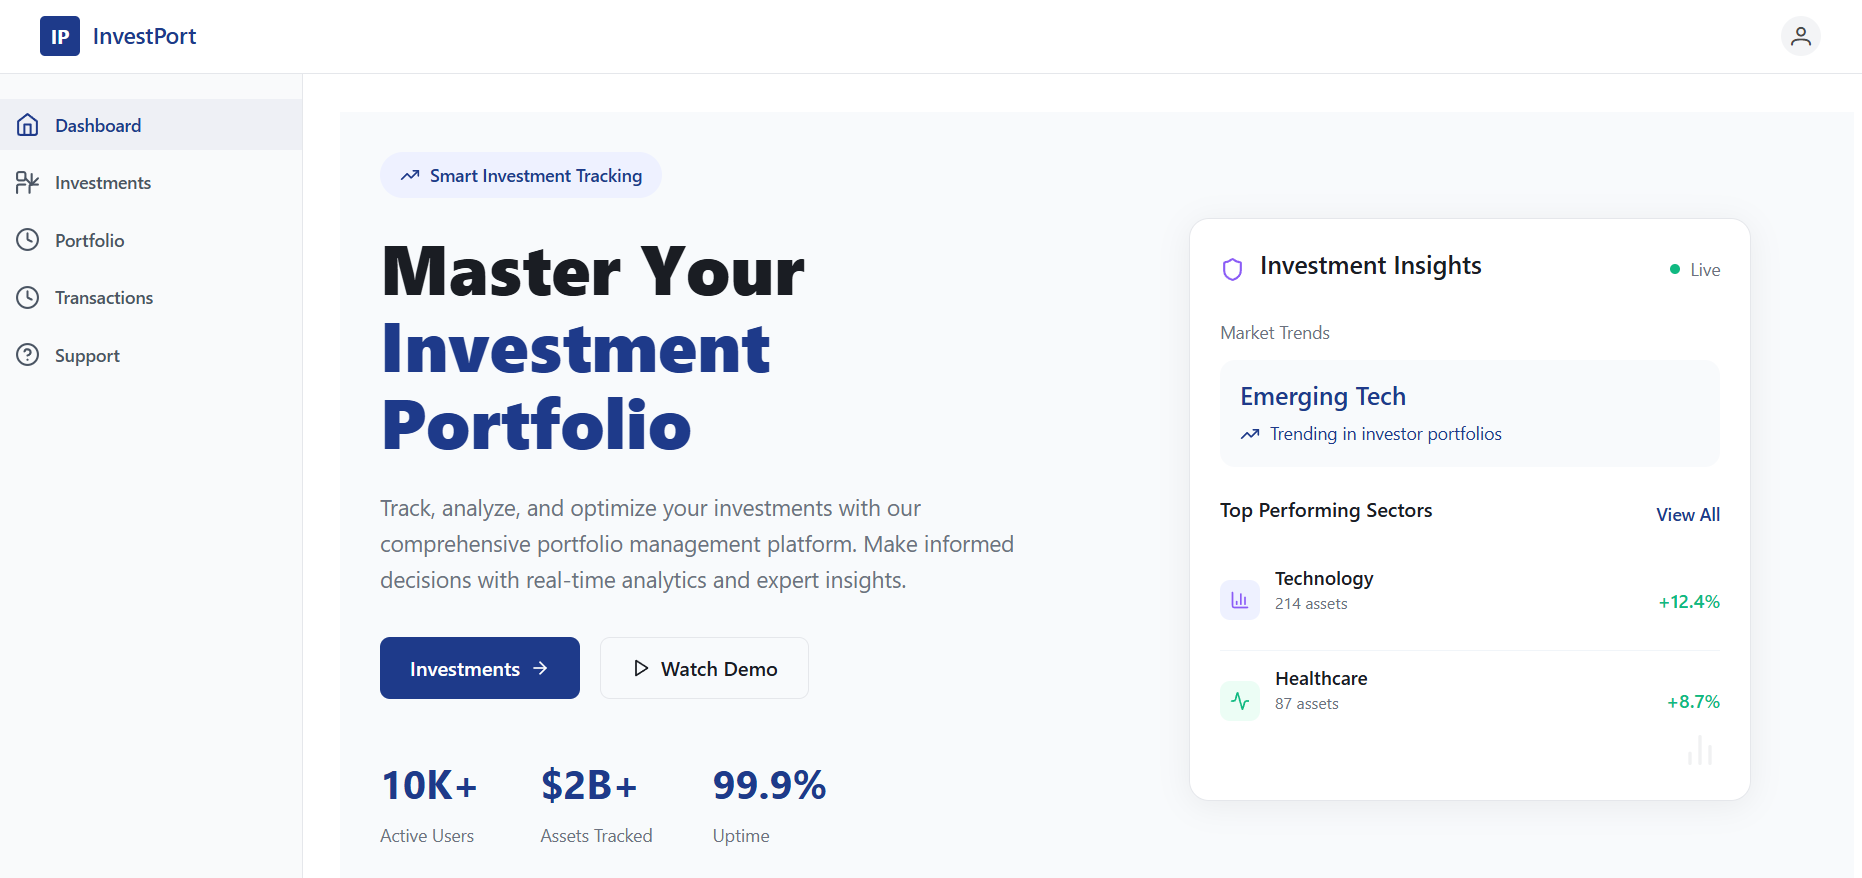 IP InvestPort
Dashboard
Investments
Portfolio
Transactions
Support
Smart Investment Tracking
Master Your
Investment
Portfolio
Track, analyze, and optimize your investments with our
comprehensive portfolio management platform. Make informed
decisions with real-time analytics and expert insights.
Investments
Watch Demo
10K+
Active Users
$2B+
Assets Tracked
99.9%
Uptime
Investment Insights
Live
Market Trends
Emerging Tech
Trending in investor portfolios
Top Performing Sectors
View All
Technology
214 assets
+12.4%
Healthcare
87 assets
+8.7%